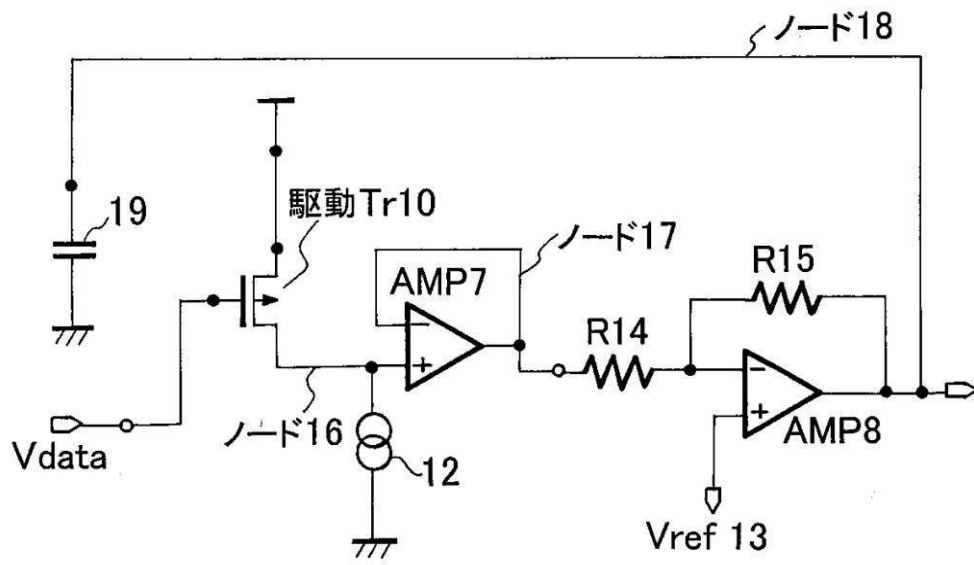 ノード18
19
駆動Tr10
ノード17
AMP7
R15
R14
−
+
−
+
AMP8
ノード16
12
Vdata
Vref 13